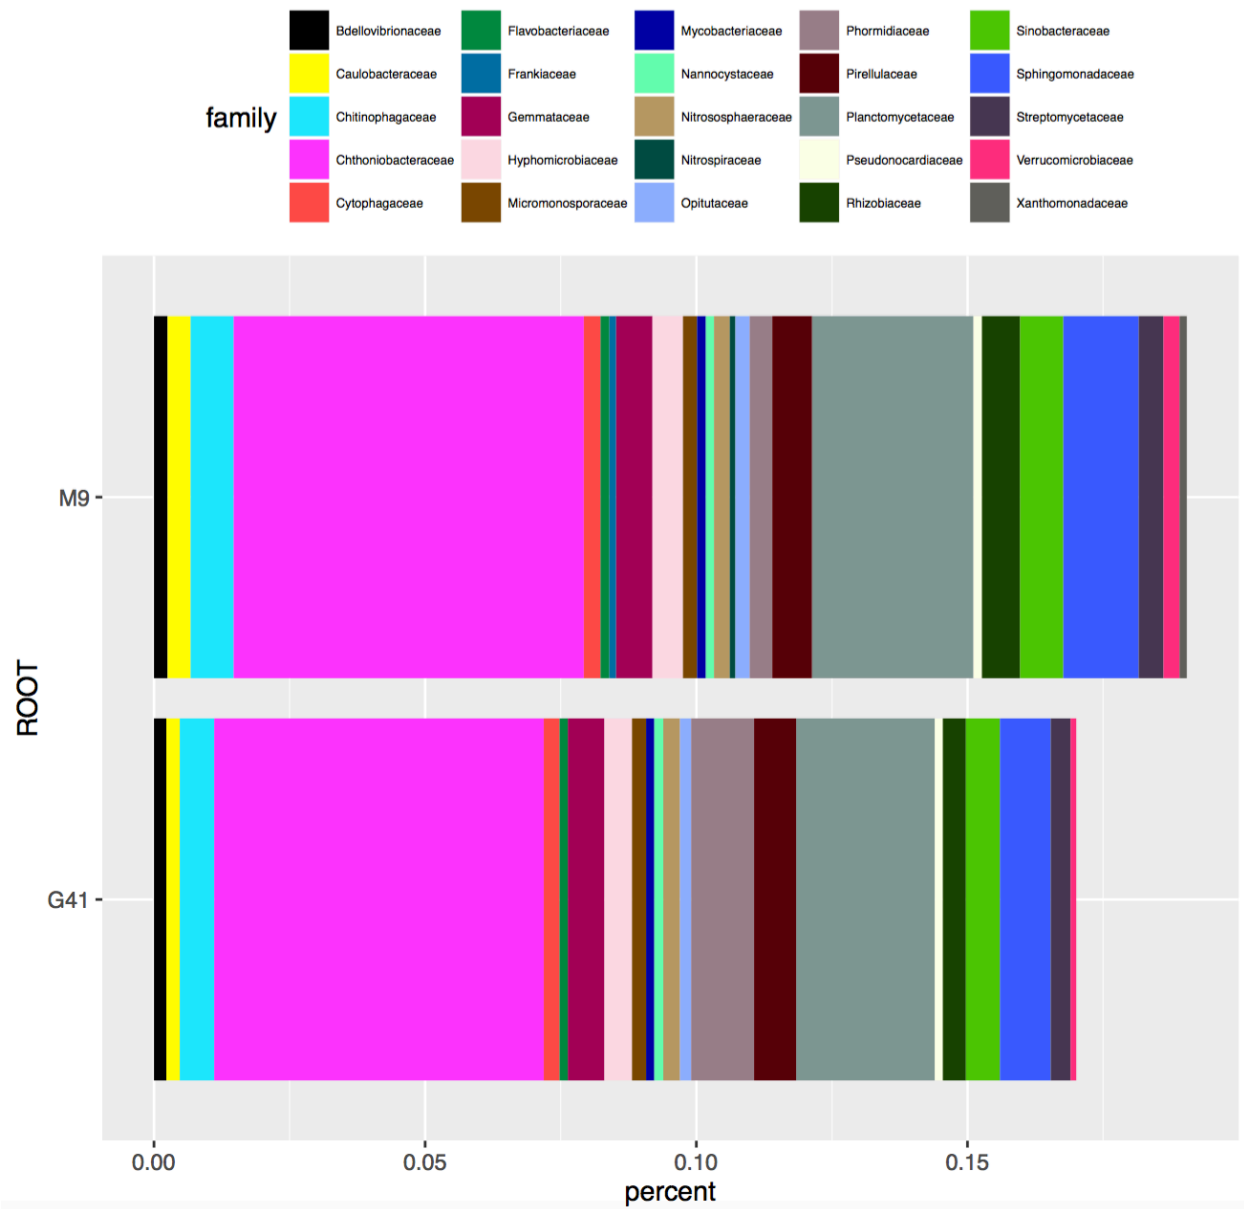 Bdellovibrionaceae Flavobacteriaceae Mycobacteriaceae Phormidiaceae Sinobacteraceae
Caulobacteraceae Frankiaceae Nannocystaceae Pirellulaceae Sphingomonadaceae
family Chitinophagaceae Gemmataceae Nitrososphaeraceae Planctomycetaceae Streptomycetaceae
Chthoniobacteraceae Hyphomicrobiaceae Nitrospiraceae Pseudonocardiaceae Verrucomicrobiaceae
Cytophagaceae Micromonosporaceae Opitutaceae Rhizobiaceae Xanthomonadaceae
M9
ROOT
G41
0.00 0.05 0.10 0.15
percent